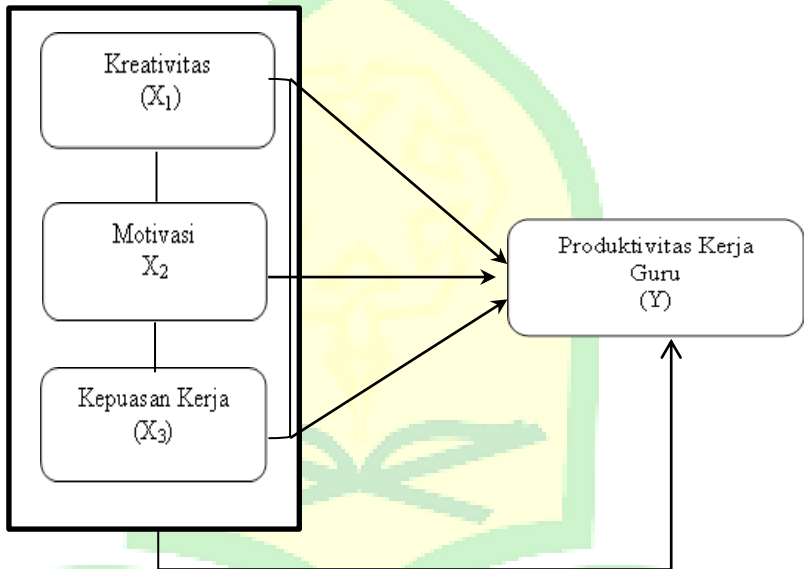 Kreativitas
(X₁)
Motivasi
X₂
Kepuasan Kerja
(X₃)
Produktivitas Kerja
Guru
(Y)